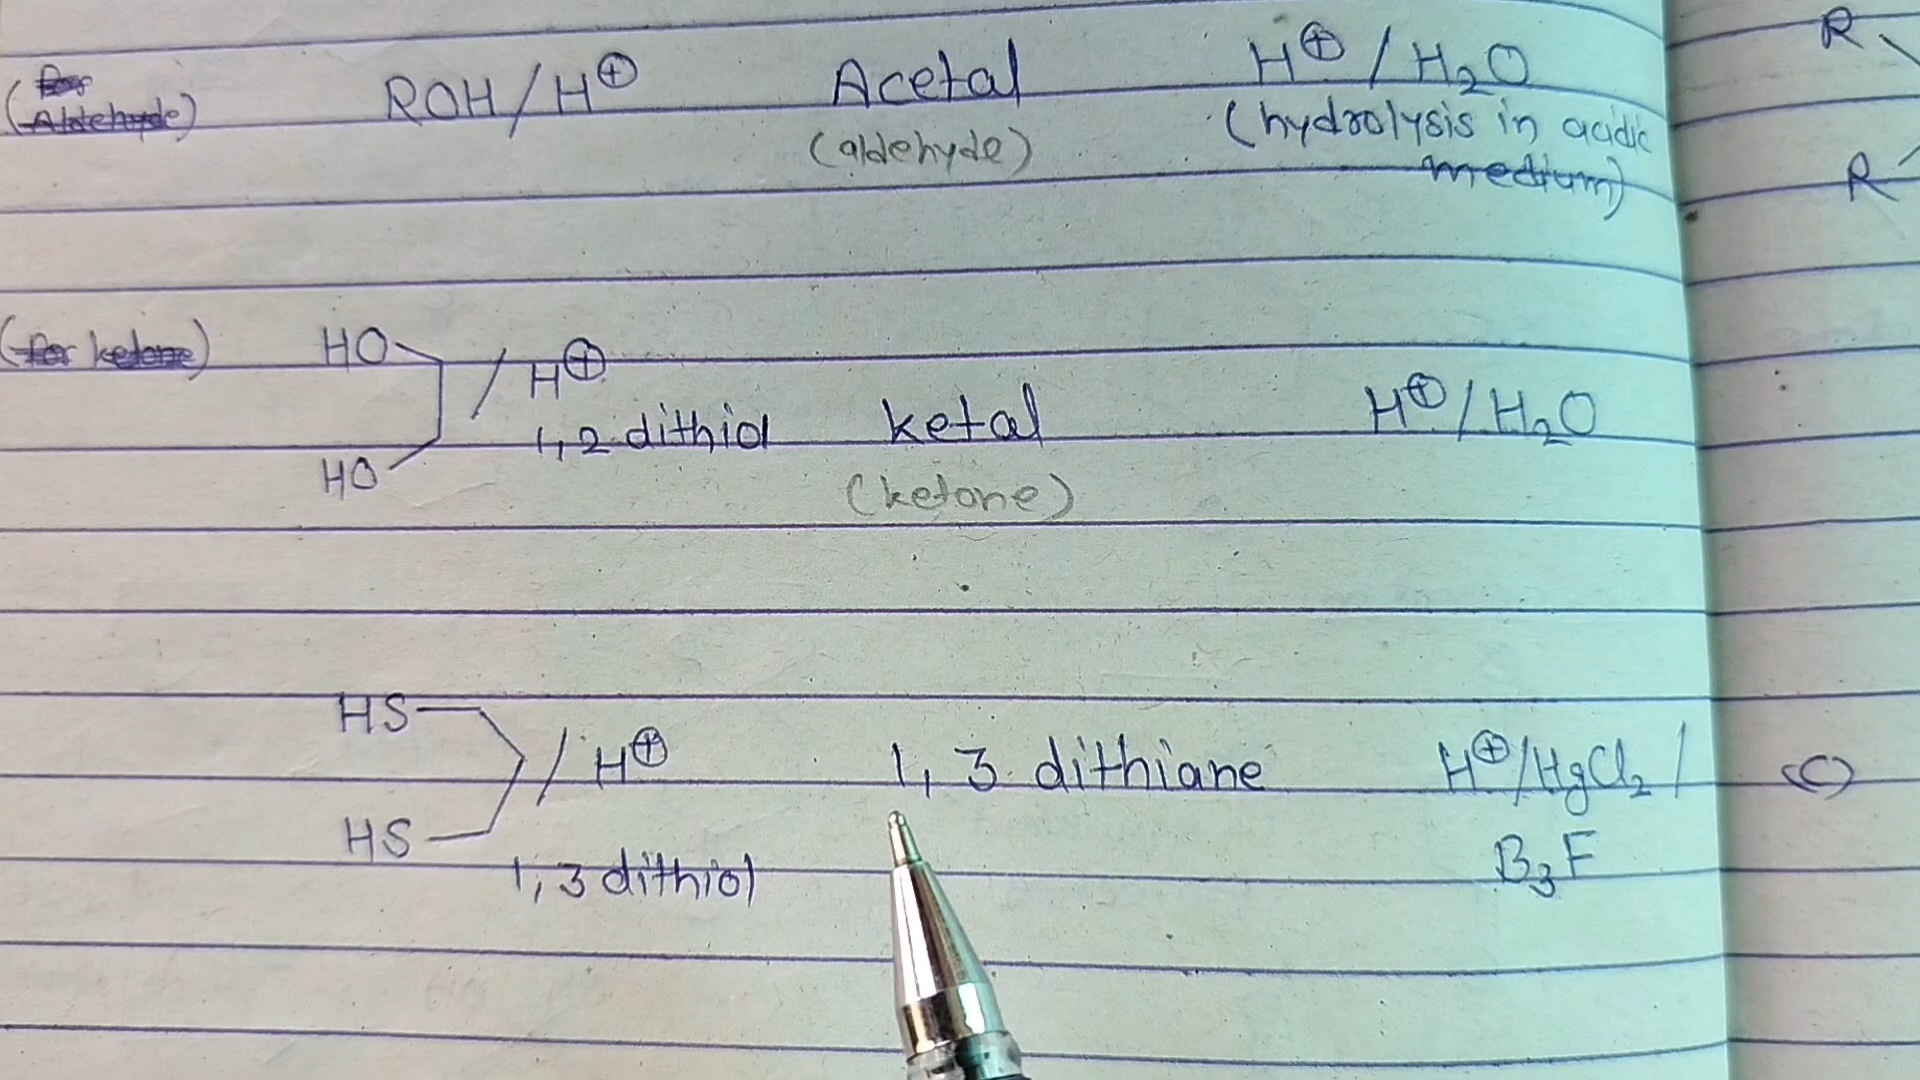 (for Aldehyde) ROH/H⊕ Acetal H⊕/H₂O
(aldehyde) (hydrolysis in acidic medium)
R
R
(for ketone) HO / H⊕
1,2 dithiol ketal H⊕/H₂O
HO
(ketone)
HS
/ H⊕ 1, 3 dithiane H⊕/HgCl₂ /
HS B₃F
1, 3 dithiol